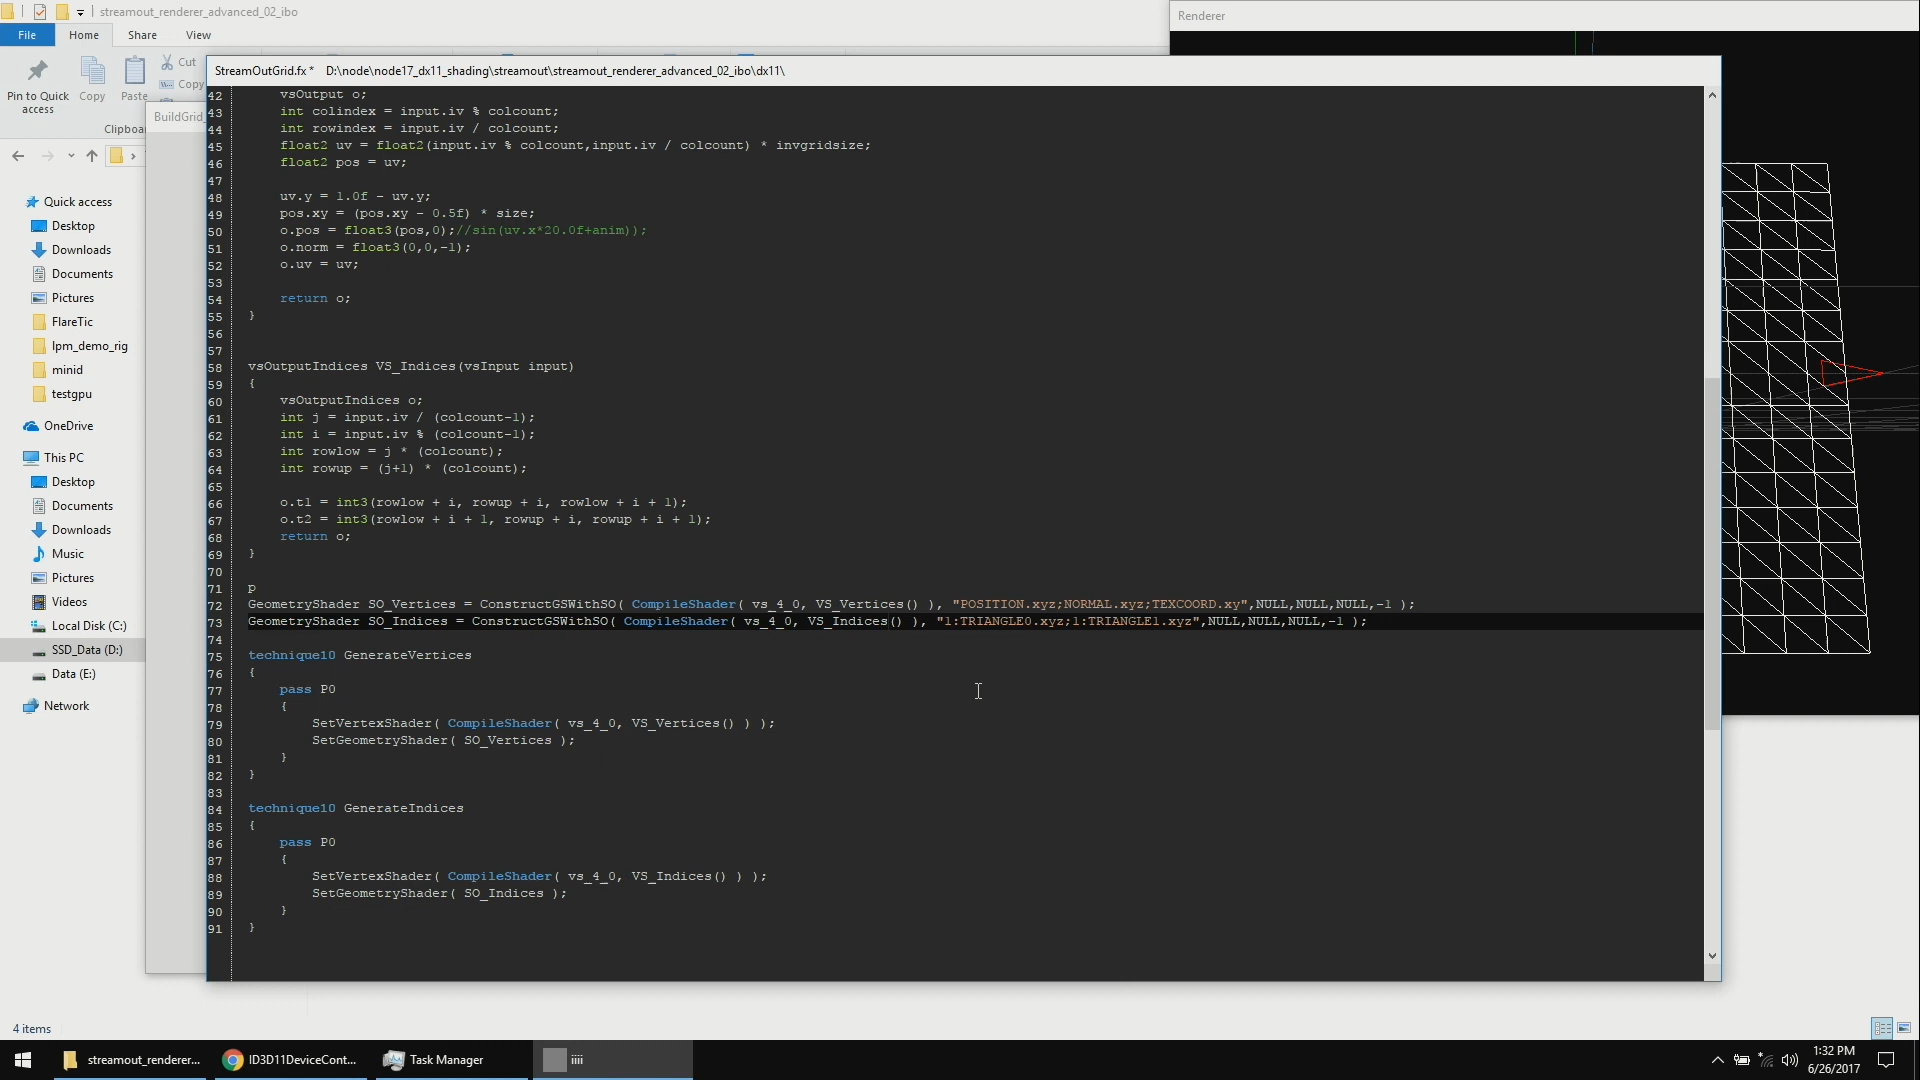 streamout_renderer_advanced_02_ibo
Renderer
File
Home
Share
View
Pin to Quick access
Copy
Paste
Cut
Copy
Clipboa
BuildGrid_
StreamOutGrid.fx * D:\node\node17_dx11_shading\streamout\streamout_renderer_advanced_02_ibo\dx11\
42 vsOutput o;
43 int colindex = input.iv % colcount;
44 int rowindex = input.iv / colcount;
45 float2 uv = float2(input.iv % colcount,input.iv / colcount) * invgridsize;
46 float2 pos = uv;
47
48 uv.y = 1.0f - uv.y;
49 pos.xy = (pos.xy - 0.5f) * size;
50 o.pos = float3(pos,0);//sin(uv.x*20.0f+anim));
51 o.norm = float3(0,0,-1);
52 o.uv = uv;
53
54 return o;
55 }
56
57
58 vsOutputIndices VS_Indices(vsInput input)
59 {
60 vsOutputIndices o;
61 int j = input.iv / (colcount-1);
62 int i = input.iv % (colcount-1);
63 int rowlow = j * (colcount);
64 int rowup = (j+1) * (colcount);
65
66 o.t1 = int3(rowlow + i, rowup + i, rowlow + i + 1);
67 o.t2 = int3(rowlow + i + 1, rowup + i, rowup + i + 1);
68 return o;
69 }
70
71 p
72 GeometryShader SO_Vertices = ConstructGSWithSO( CompileShader( vs_4_0, VS_Vertices() ), "POSITION.xyz;NORMAL.xyz;TEXCOORD.xy",NULL,NULL,NULL,-1 );
73 GeometryShader SO_Indices = ConstructGSWithSO( CompileShader( vs_4_0, VS_Indices() ), "1:TRIANGLE0.xyz;1:TRIANGLE1.xyz",NULL,NULL,NULL,-1 );
74
75 technique10 GenerateVertices
76 {
77 pass P0
78 {
79 SetVertexShader( CompileShader( vs_4_0, VS_Vertices() ) );
80 SetGeometryShader( SO_Vertices );
81 }
82 }
83
84 technique10 GenerateIndices
85 {
86 pass P0
87 {
88 SetVertexShader( CompileShader( vs_4_0, VS_Indices() ) );
89 SetGeometryShader( SO_Indices );
90 }
91 }
Quick access
Desktop
Downloads
Documents
Pictures
FlareTic
lpm_demo_rig
minid
testgpu
OneDrive
This PC
Desktop
Documents
Downloads
Music
Pictures
Videos
Local Disk (C:)
SSD_Data (D:)
Data (E:)
Network
4 items
streamout_renderer...
ID3D11DeviceCont...
Task Manager
iiii
1:32 PM
6/26/2017